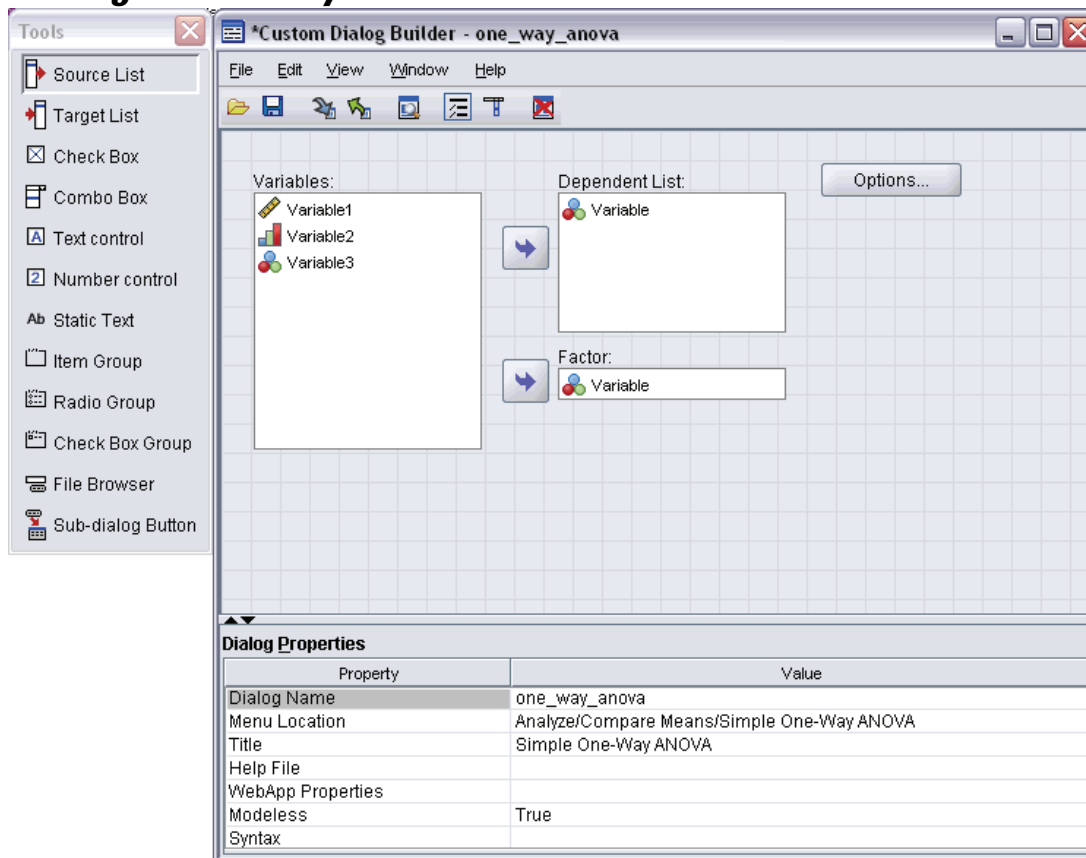 Tools
Source List
Target List
Check Box
Combo Box
Text control
Number control
Ab Static Text
Item Group
Radio Group
Check Box Group
File Browser
Sub-dialog Button
*Custom Dialog Builder - one_way_anova
File Edit View Window Help
Variables:
Variable1
Variable2
Variable3
Dependent List:
Variable
Factor:
Variable
Options...
Dialog Properties
Property Value
Dialog Name one_way_anova
Menu Location Analyze/Compare Means/Simple One-Way ANOVA
Title Simple One-Way ANOVA
Help File
WebApp Properties
Modeless True
Syntax